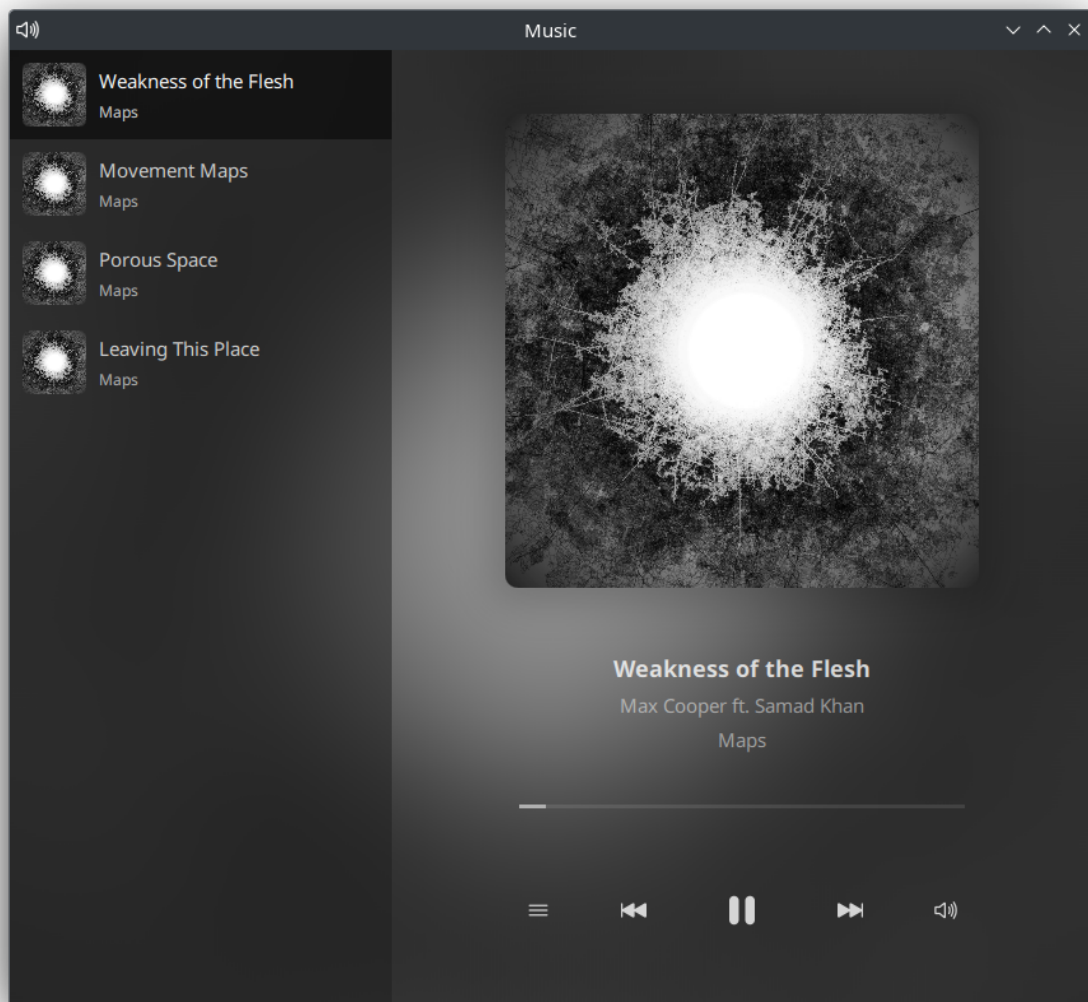 Music
Weakness of the Flesh
Maps
Movement Maps
Maps
Porous Space
Maps
Leaving This Place
Maps
Weakness of the Flesh
Max Cooper ft. Samad Khan
Maps